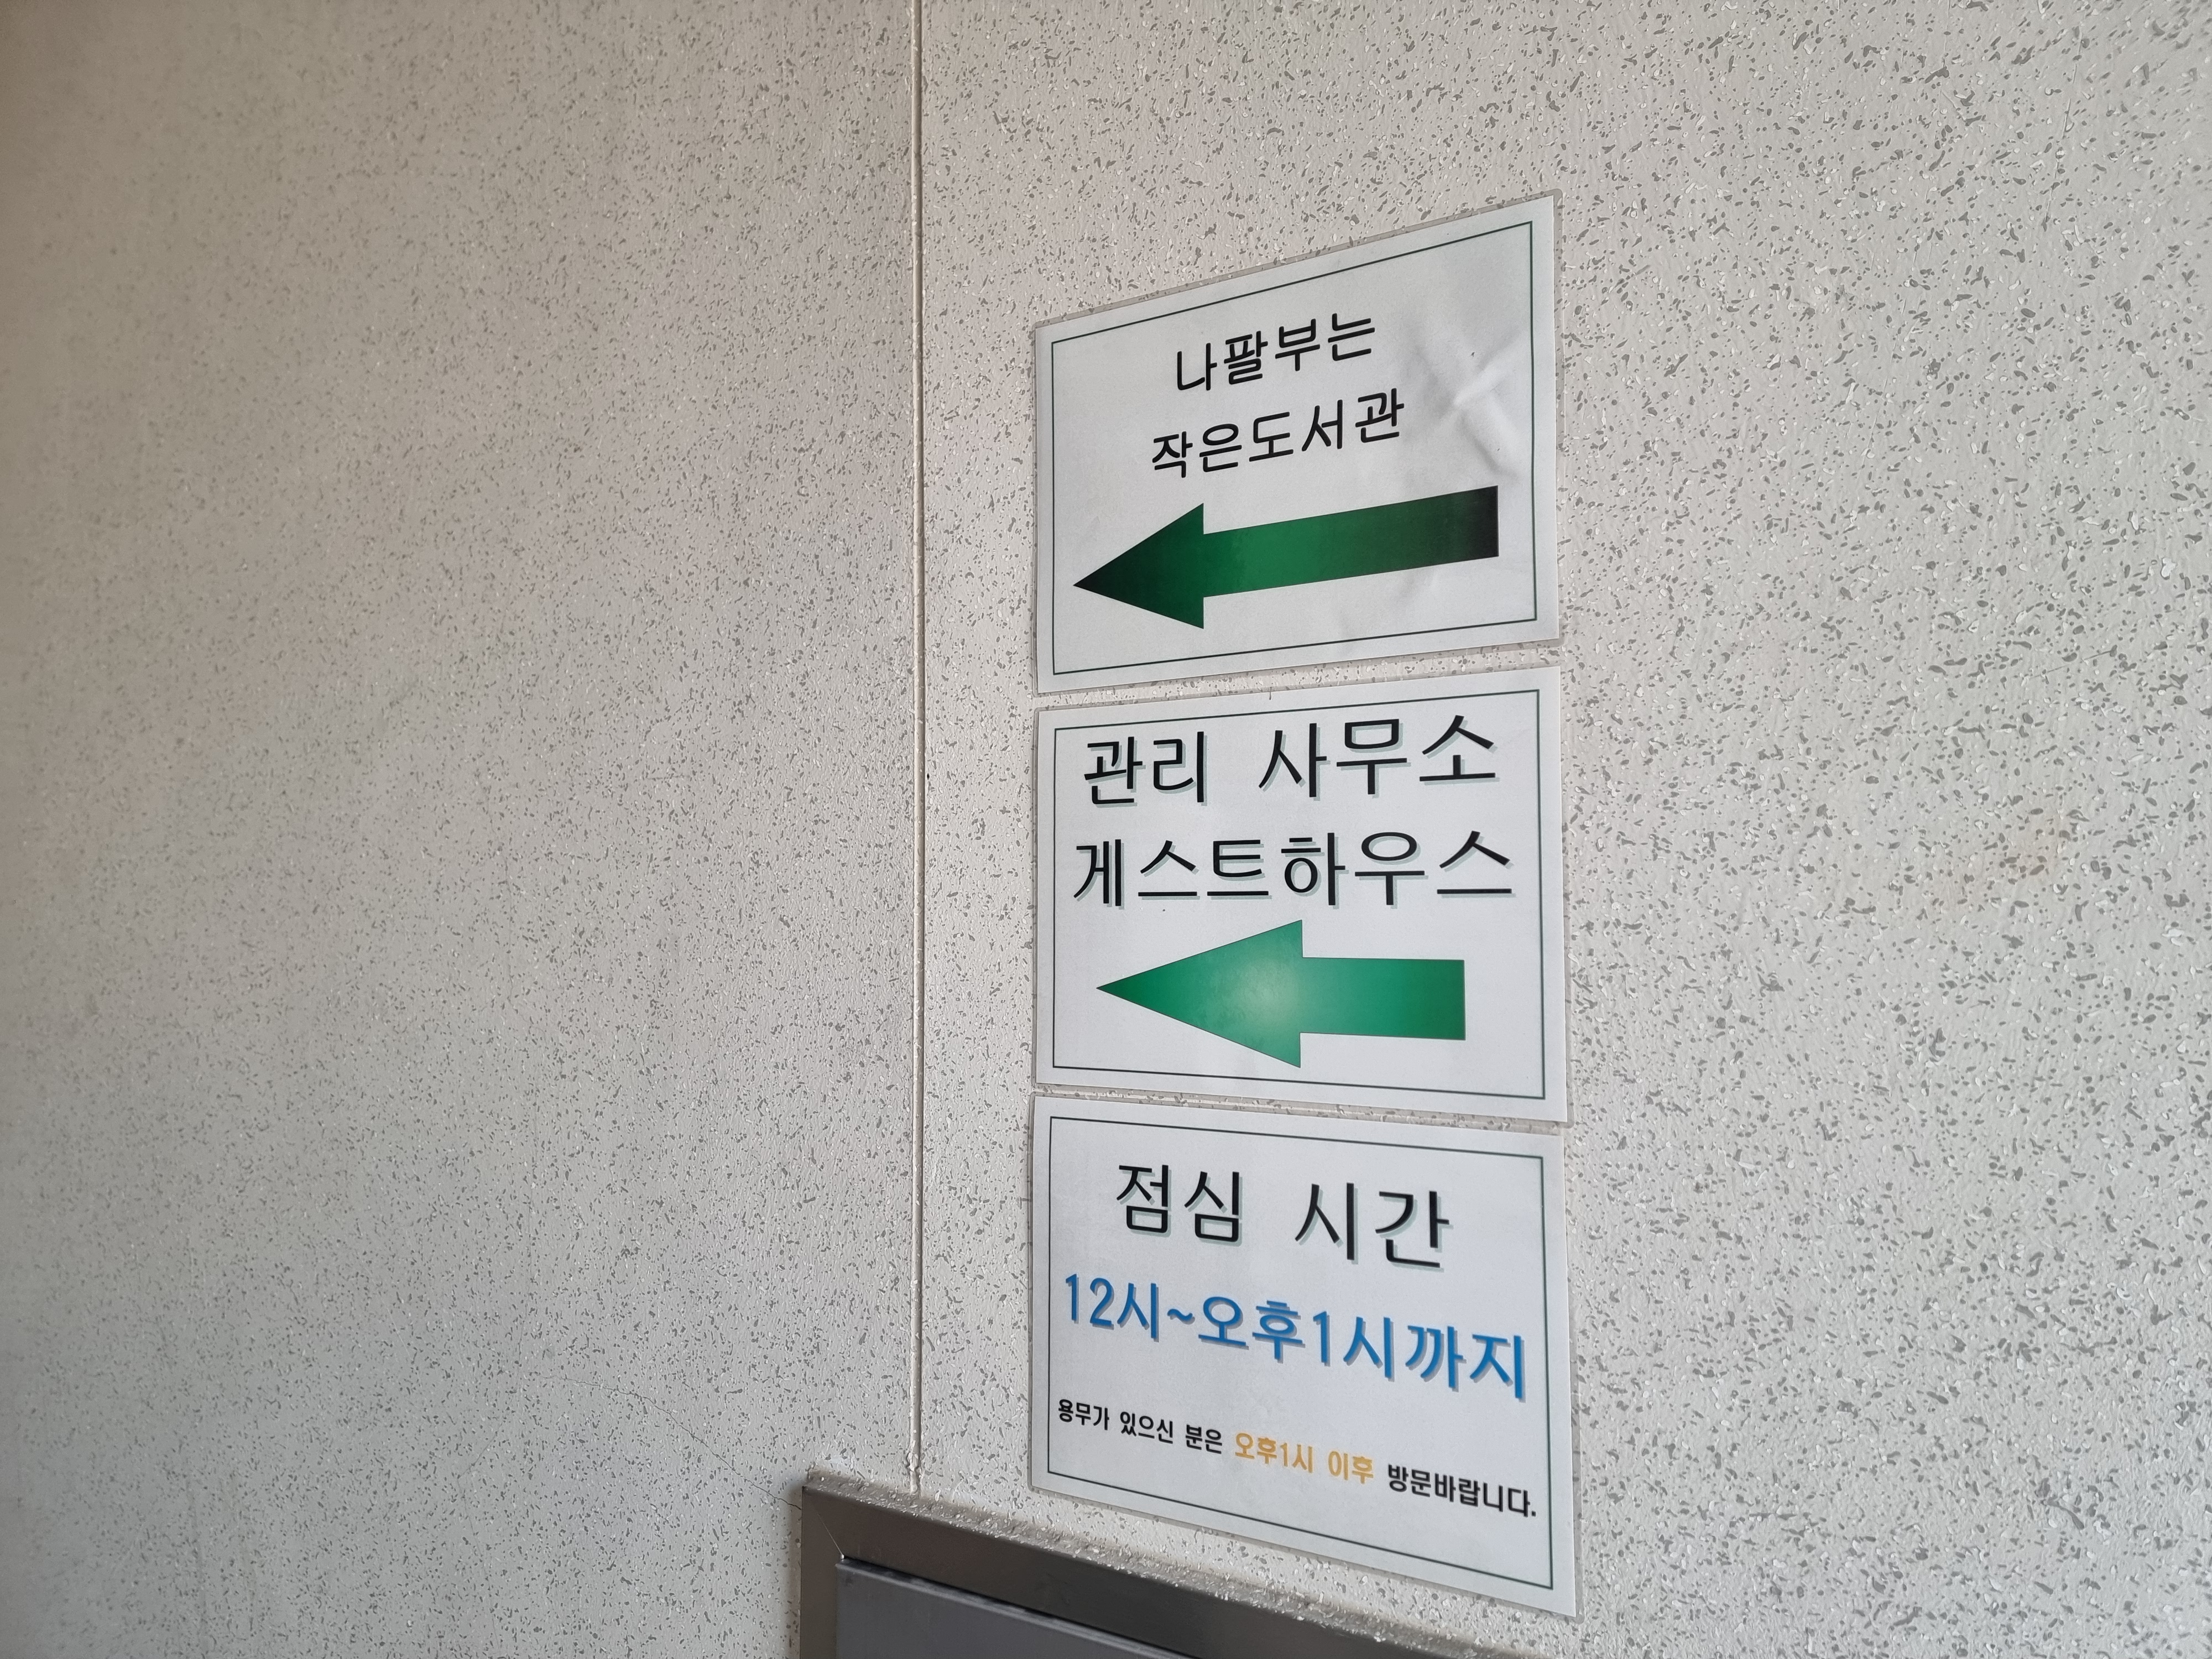 나팔부는
작은도서관
관리 사무소
게스트하우스
점심 시간
12시~오후1시까지
용무가 있으신 분은 오후1시 이후 방문바랍니다.